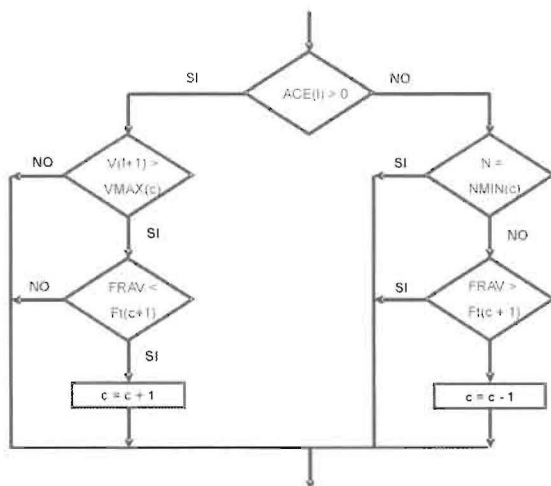 SI
NO
ACE(I) > 0
NO
V(I+1) >
VMAX(c)
SI
N =
NMIN(c)
SI
NO
NO
FRAV <
Ft(c+1)
SI
FRAV >
Ft(c + 1)
SI
c = c + 1
c = c - 1